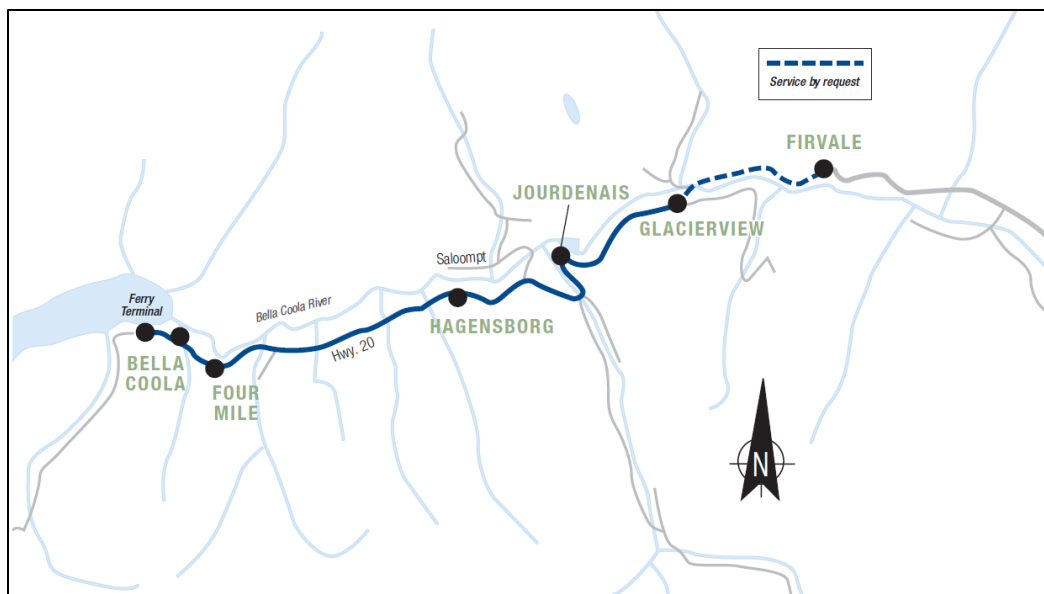 Service by request
FIRVALE
JOURDENAIS
GLACIERVIEW
Saloompt
Ferry
Terminal
Bella Coola River
HAGENSBORG
Hwy. 20
BELLA
COOLA
FOUR
MILE
N